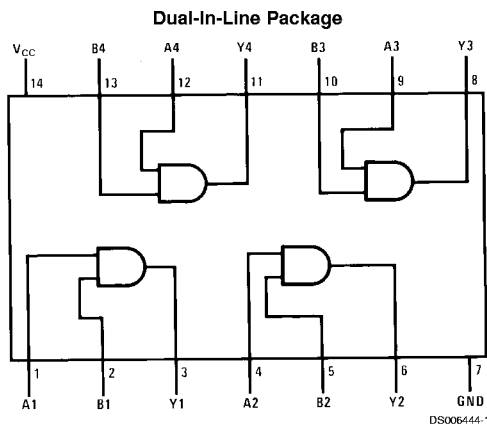 Dual-In-Line Package
VCC B4 A4 Y4 B3 A3 Y3
14 13 12 11 10 9 8
1 2 3 4 5 6 7
A1 B1 Y1 A2 B2 Y2 GND
DS006444-